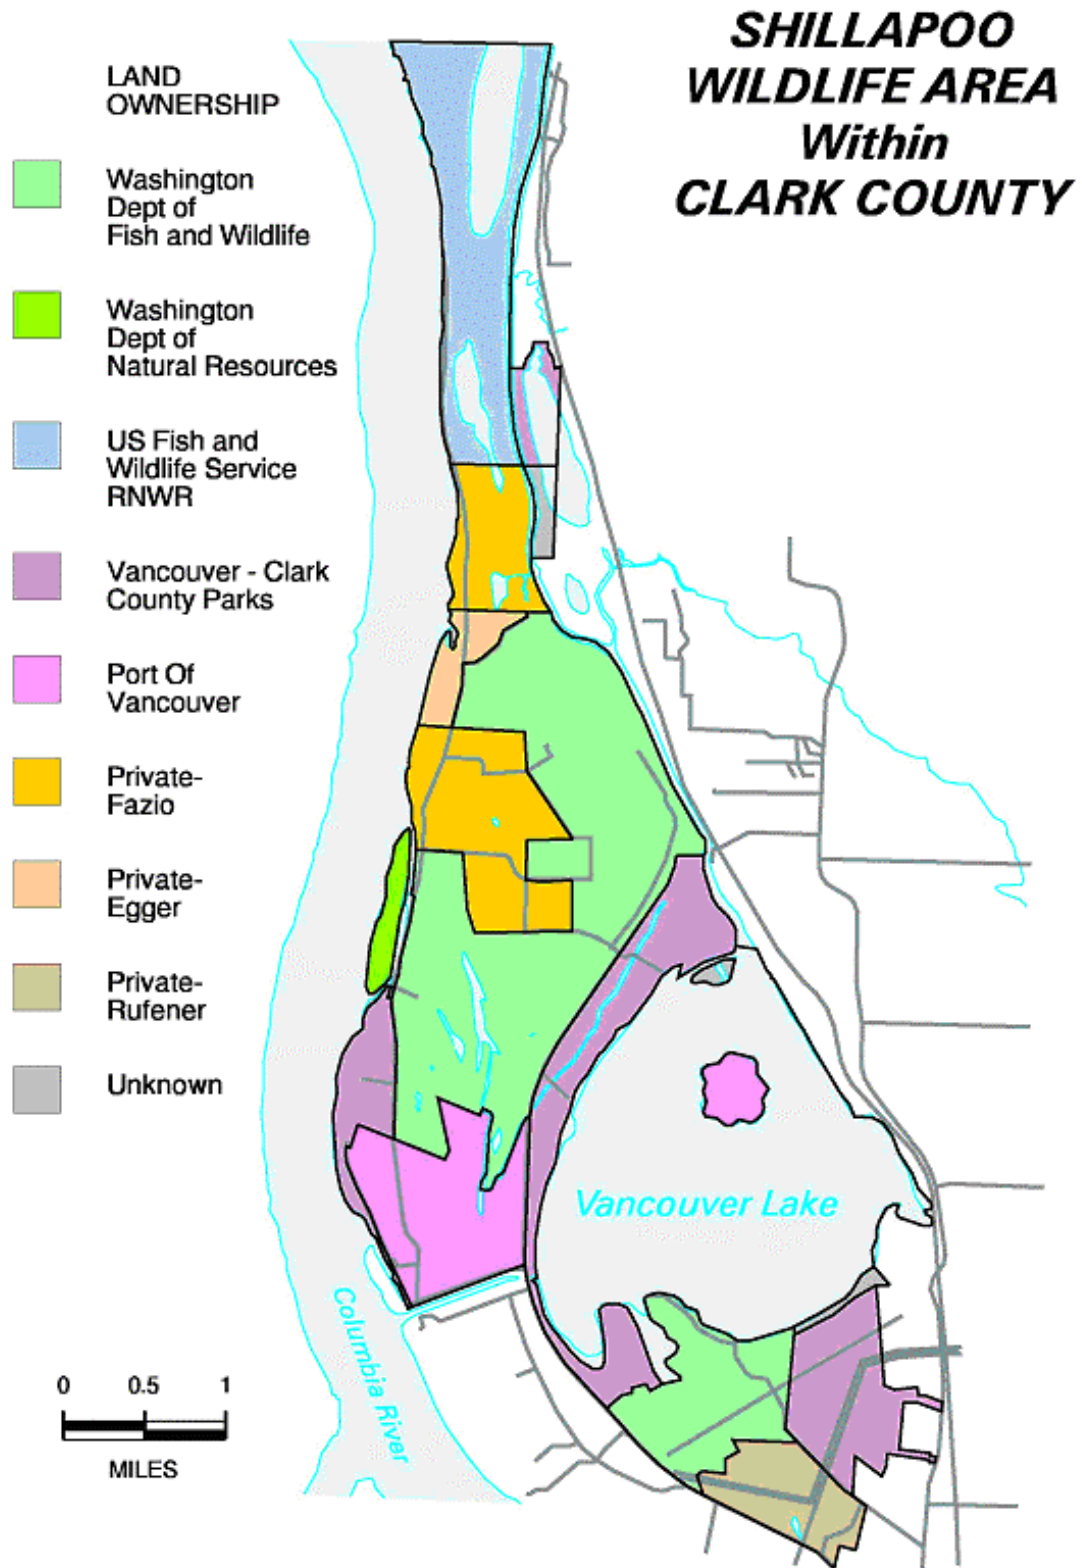 SHILLAPOO
WILDLIFE AREA
Within
CLARK COUNTY
LAND
OWNERSHIP
Washington
Dept of
Fish and Wildlife
Washington
Dept of
Natural Resources
US Fish and
Wildlife Service
RNWR
Vancouver - Clark
County Parks
Port Of
Vancouver
Private-
Fazio
Private-
Egger
Private-
Rufener
Unknown
Vancouver Lake
Columbia River
0 0.5 1
MILES